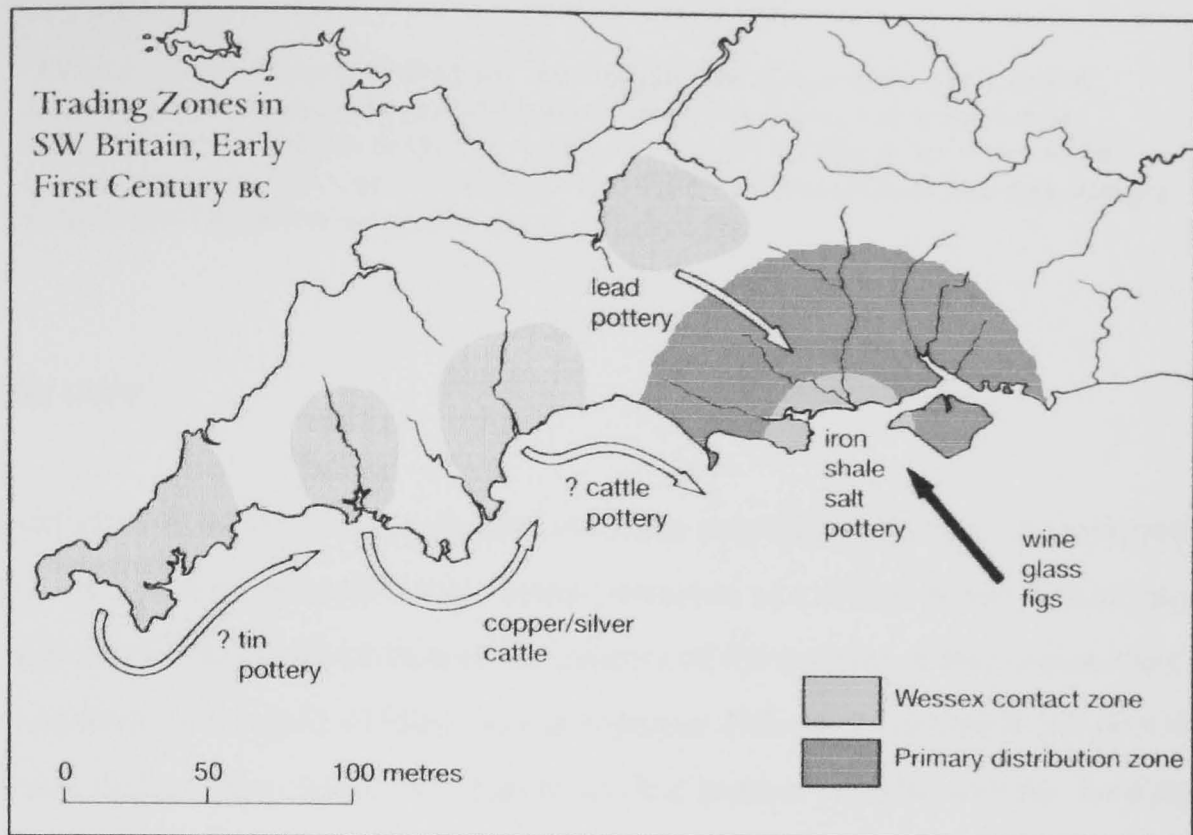 Trading Zones in
SW Britain, Early
First Century BC
lead
pottery
iron
shale
salt
pottery
? cattle
pottery
wine
glass
figs
copper/silver
cattle
? tin
pottery
Wessex contact zone
Primary distribution zone
0 50 100 metres